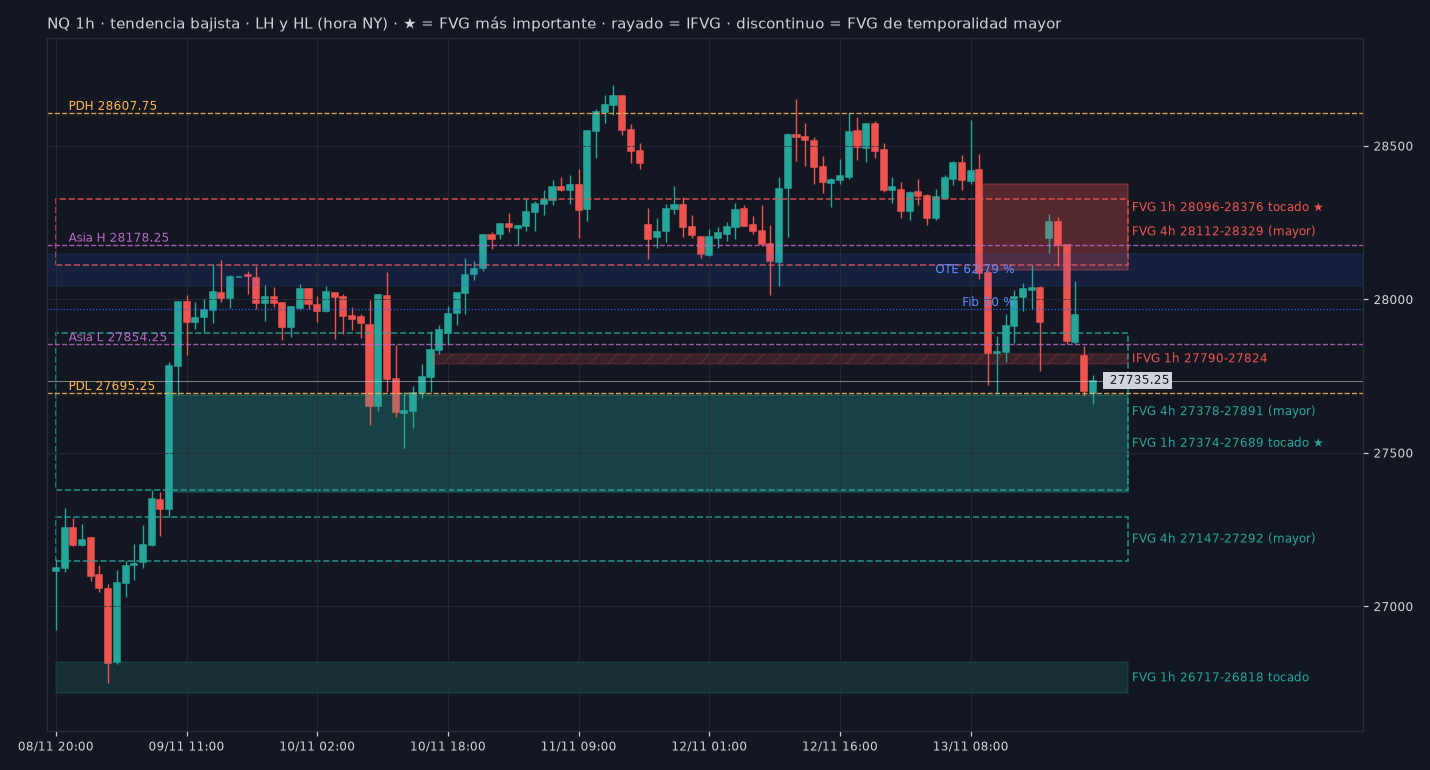 NQ 1h · tendencia bajista · LH y HL (hora NY) · ★ = FVG más importante · rayado = IFVG · discontinuo = FVG de temporalidad mayor
PDH 28607.75
28500
FVG 1h 28096-28376 tocado ★
FVG 4h 28112-28329 (mayor)
Asia H 28178.25
OTE 62-79 %
28000
Fib 50 %
Asia L 27854.25
IFVG 1h 27790-27824
27735.25
PDL 27695.25
FVG 4h 27378-27891 (mayor)
FVG 1h 27374-27689 tocado ★
27500
FVG 4h 27147-27292 (mayor)
27000
FVG 1h 26717-26818 tocado
08/11 20:00
09/11 11:00
10/11 02:00
10/11 18:00
11/11 09:00
12/11 01:00
12/11 16:00
13/11 08:00